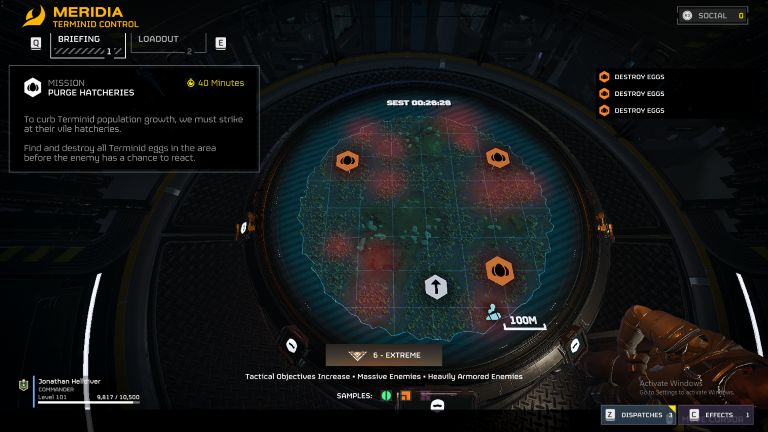 MERIDIA
TERMINID CONTROL
SOCIAL 0
Q
BRIEFING
1
LOADOUT
2
E
MISSION
PURGE HATCHERIES
40 Minutes
To curb Terminid population growth, we must strike
at their vile hatcheries.
Find and destroy all Terminid eggs in the area
before the enemy has a chance to react.
DESTROY EGGS
DESTROY EGGS
DESTROY EGGS
SEST 00:26:26
100M
6 - EXTREME
Tactical Objectives Increase • Massive Enemies • Heavily Armored Enemies
SAMPLES:
Jonathan Helldiver
COMMANDER
Level 101
9,817 / 10,500
Activate Windows
Go to Settings to activate Windows.
Z DISPATCHES 3
C EFFECTS 1
CURSOR